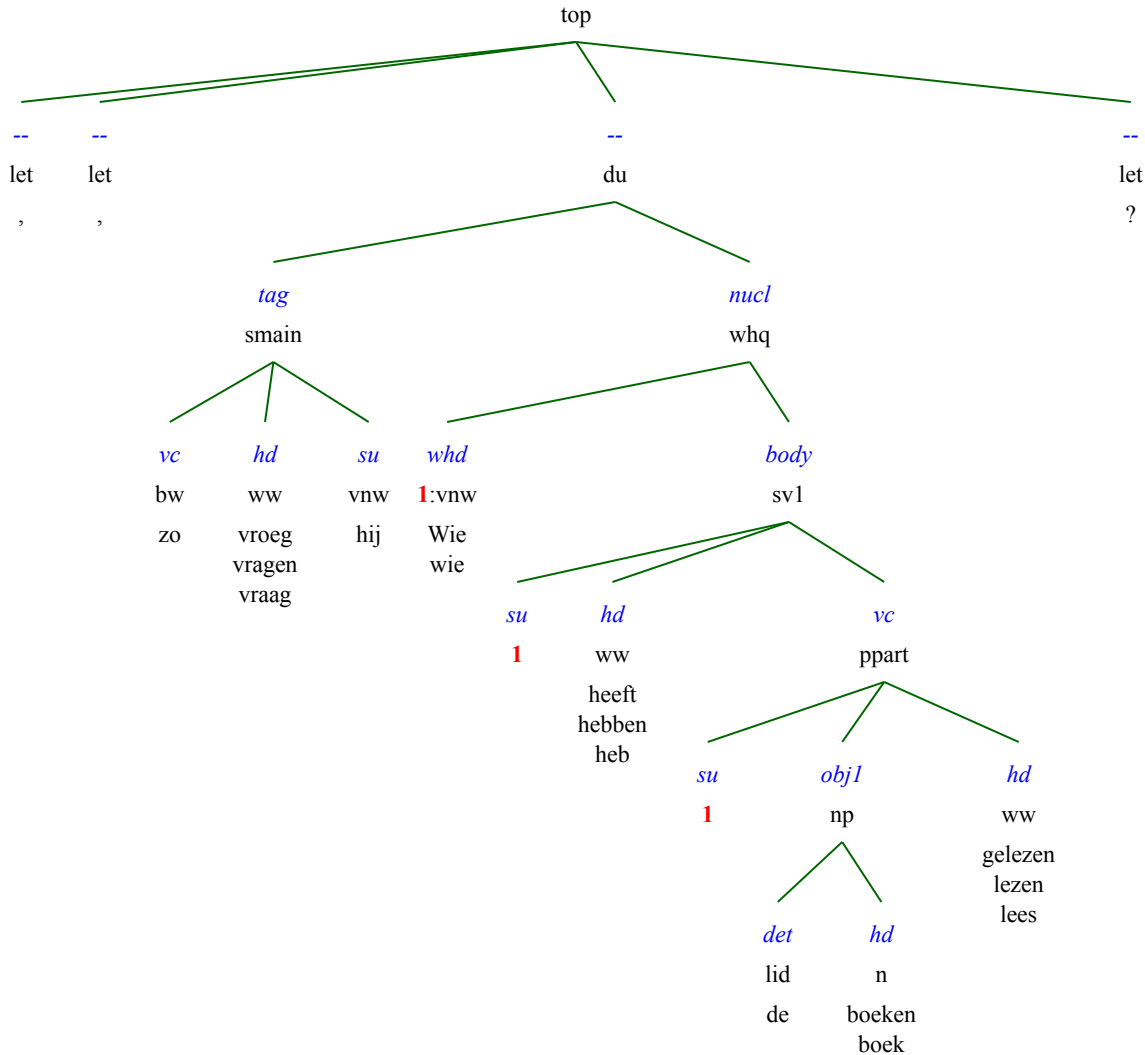 top
-- -- -- --
let let du let
, , ?
tag nucl
smain whq
vc hd su whd body
bw ww vnw 1:vnw sv1
zo vroeg hij Wie
vragen wie
vraag
su hd vc
1 ww ppart
heeft
hebben
heb
su obj1 hd
1 np ww
gelezen
lezen
lees
det hd
lid n
de boeken
boek